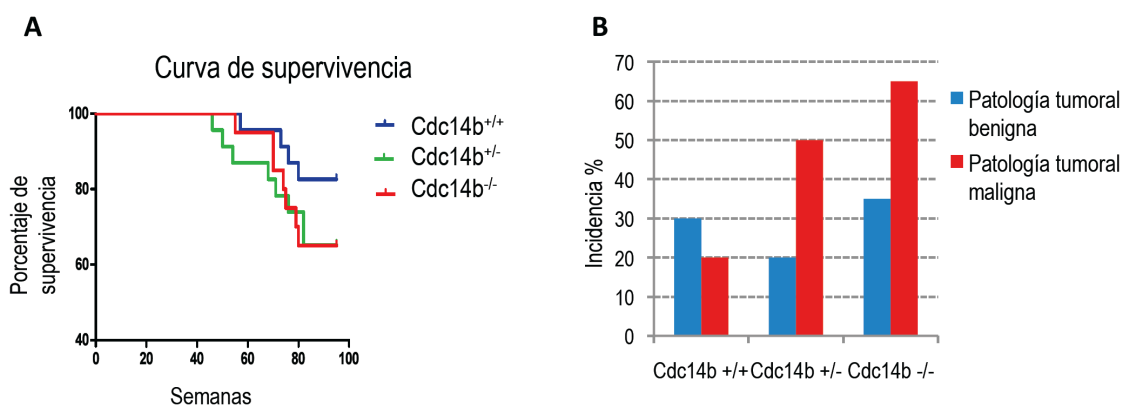 A
Curva de supervivencia
Porcentaje de
supervivencia
100
80
60
40
0
20
40
60
80
100
Semanas
Cdc14b+/+
Cdc14b+/-
Cdc14b-/-
B
Incidencia %
70
60
50
40
30
20
10
0
Cdc14b +/+
Cdc14b +/-
Cdc14b -/-
Patología tumoral
benigna
Patología tumoral
maligna